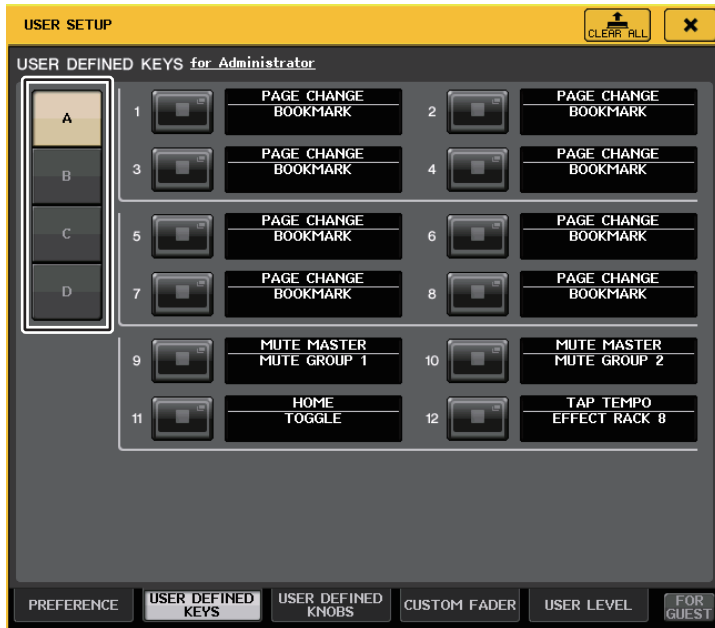 USER SETUP
CLEAR ALL
USER DEFINED KEYS for Administrator
A
B
C
D
1
PAGE CHANGE
BOOKMARK
2
PAGE CHANGE
BOOKMARK
3
PAGE CHANGE
BOOKMARK
4
PAGE CHANGE
BOOKMARK
5
PAGE CHANGE
BOOKMARK
6
PAGE CHANGE
BOOKMARK
7
PAGE CHANGE
BOOKMARK
8
PAGE CHANGE
BOOKMARK
9
MUTE MASTER
MUTE GROUP 1
10
MUTE MASTER
MUTE GROUP 2
11
HOME
TOGGLE
12
TAP TEMPO
EFFECT RACK 8
PREFERENCE
USER DEFINED
KEYS
USER DEFINED
KNOBS
CUSTOM FADER
USER LEVEL
FOR
GUEST